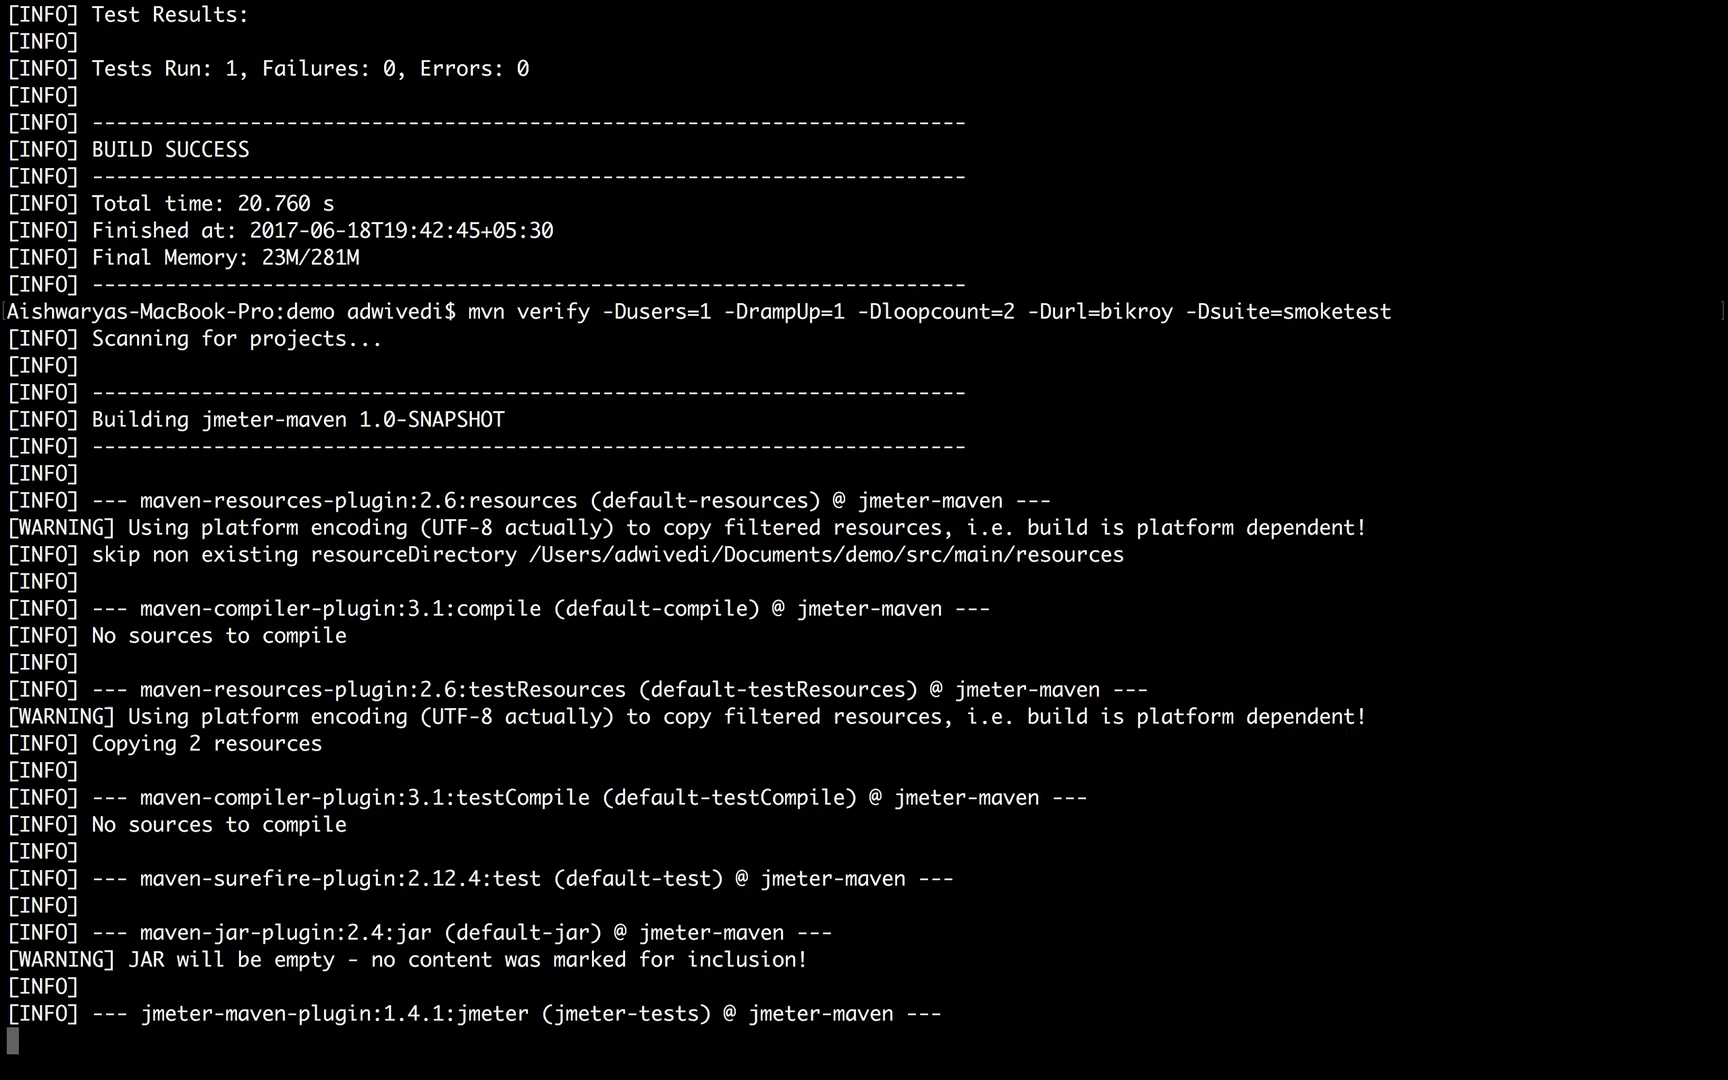 [INFO] Test Results:
[INFO]
[INFO] Tests Run: 1, Failures: 0, Errors: 0
[INFO]
[INFO] ------------------------------------------------------------------------
[INFO] BUILD SUCCESS
[INFO] ------------------------------------------------------------------------
[INFO] Total time: 20.760 s
[INFO] Finished at: 2017-06-18T19:42:45+05:30
[INFO] Final Memory: 23M/281M
[INFO] ------------------------------------------------------------------------
Aishwaryas-MacBook-Pro:demo adwivedi$ mvn verify -Dusers=1 -DrampUp=1 -Dloopcount=2 -Durl=bikroy -Dsuite=smoketest
[INFO] Scanning for projects...
[INFO]
[INFO] ------------------------------------------------------------------------
[INFO] Building jmeter-maven 1.0-SNAPSHOT
[INFO] ------------------------------------------------------------------------
[INFO]
[INFO] --- maven-resources-plugin:2.6:resources (default-resources) @ jmeter-maven ---
[WARNING] Using platform encoding (UTF-8 actually) to copy filtered resources, i.e. build is platform dependent!
[INFO] skip non existing resourceDirectory /Users/adwivedi/Documents/demo/src/main/resources
[INFO]
[INFO] --- maven-compiler-plugin:3.1:compile (default-compile) @ jmeter-maven ---
[INFO] No sources to compile
[INFO]
[INFO] --- maven-resources-plugin:2.6:testResources (default-testResources) @ jmeter-maven ---
[WARNING] Using platform encoding (UTF-8 actually) to copy filtered resources, i.e. build is platform dependent!
[INFO] Copying 2 resources
[INFO]
[INFO] --- maven-compiler-plugin:3.1:testCompile (default-testCompile) @ jmeter-maven ---
[INFO] No sources to compile
[INFO]
[INFO] --- maven-surefire-plugin:2.12.4:test (default-test) @ jmeter-maven ---
[INFO]
[INFO] --- maven-jar-plugin:2.4:jar (default-jar) @ jmeter-maven ---
[WARNING] JAR will be empty - no content was marked for inclusion!
[INFO]
[INFO] --- jmeter-maven-plugin:1.4.1:jmeter (jmeter-tests) @ jmeter-maven ---